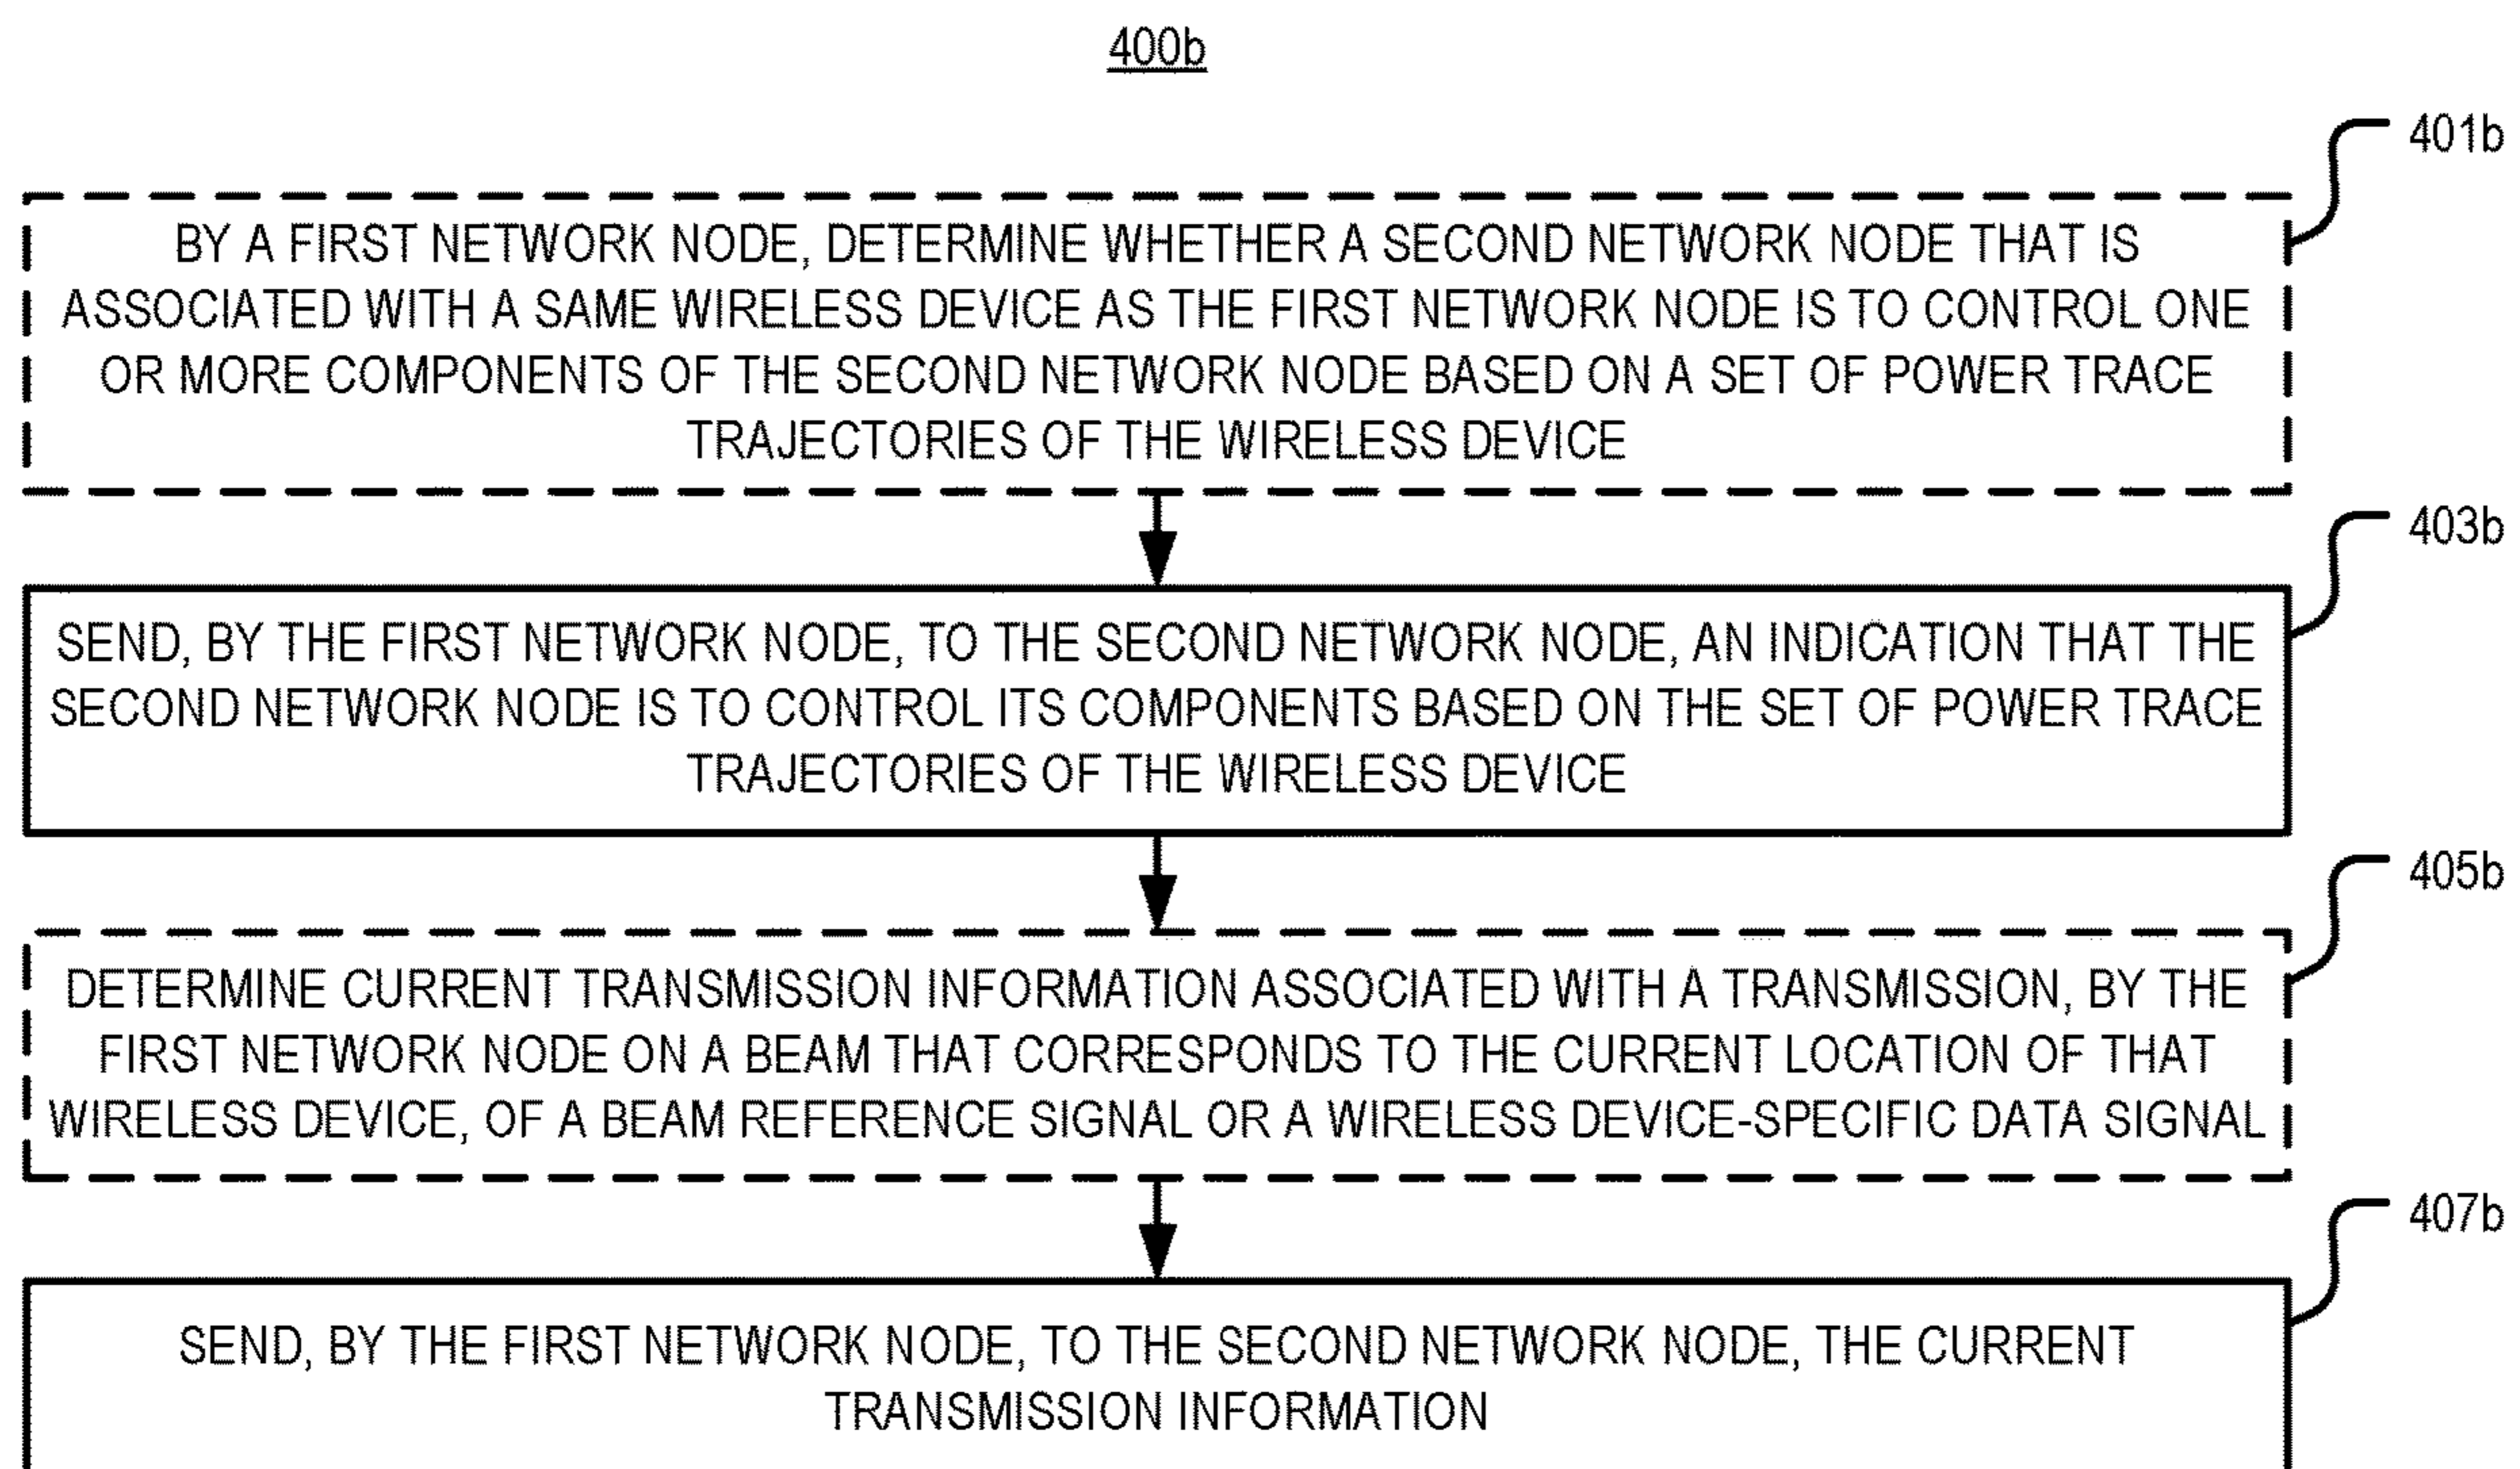 400b
401b
BY A FIRST NETWORK NODE, DETERMINE WHETHER A SECOND NETWORK NODE THAT IS
ASSOCIATED WITH A SAME WIRELESS DEVICE AS THE FIRST NETWORK NODE IS TO CONTROL ONE
OR MORE COMPONENTS OF THE SECOND NETWORK NODE BASED ON A SET OF POWER TRACE
TRAJECTORIES OF THE WIRELESS DEVICE
403b
SEND, BY THE FIRST NETWORK NODE, TO THE SECOND NETWORK NODE, AN INDICATION THAT THE
SECOND NETWORK NODE IS TO CONTROL ITS COMPONENTS BASED ON THE SET OF POWER TRACE
TRAJECTORIES OF THE WIRELESS DEVICE
405b
DETERMINE CURRENT TRANSMISSION INFORMATION ASSOCIATED WITH A TRANSMISSION, BY THE
FIRST NETWORK NODE ON A BEAM THAT CORRESPONDS TO THE CURRENT LOCATION OF THAT
WIRELESS DEVICE, OF A BEAM REFERENCE SIGNAL OR A WIRELESS DEVICE-SPECIFIC DATA SIGNAL
407b
SEND, BY THE FIRST NETWORK NODE, TO THE SECOND NETWORK NODE, THE CURRENT
TRANSMISSION INFORMATION